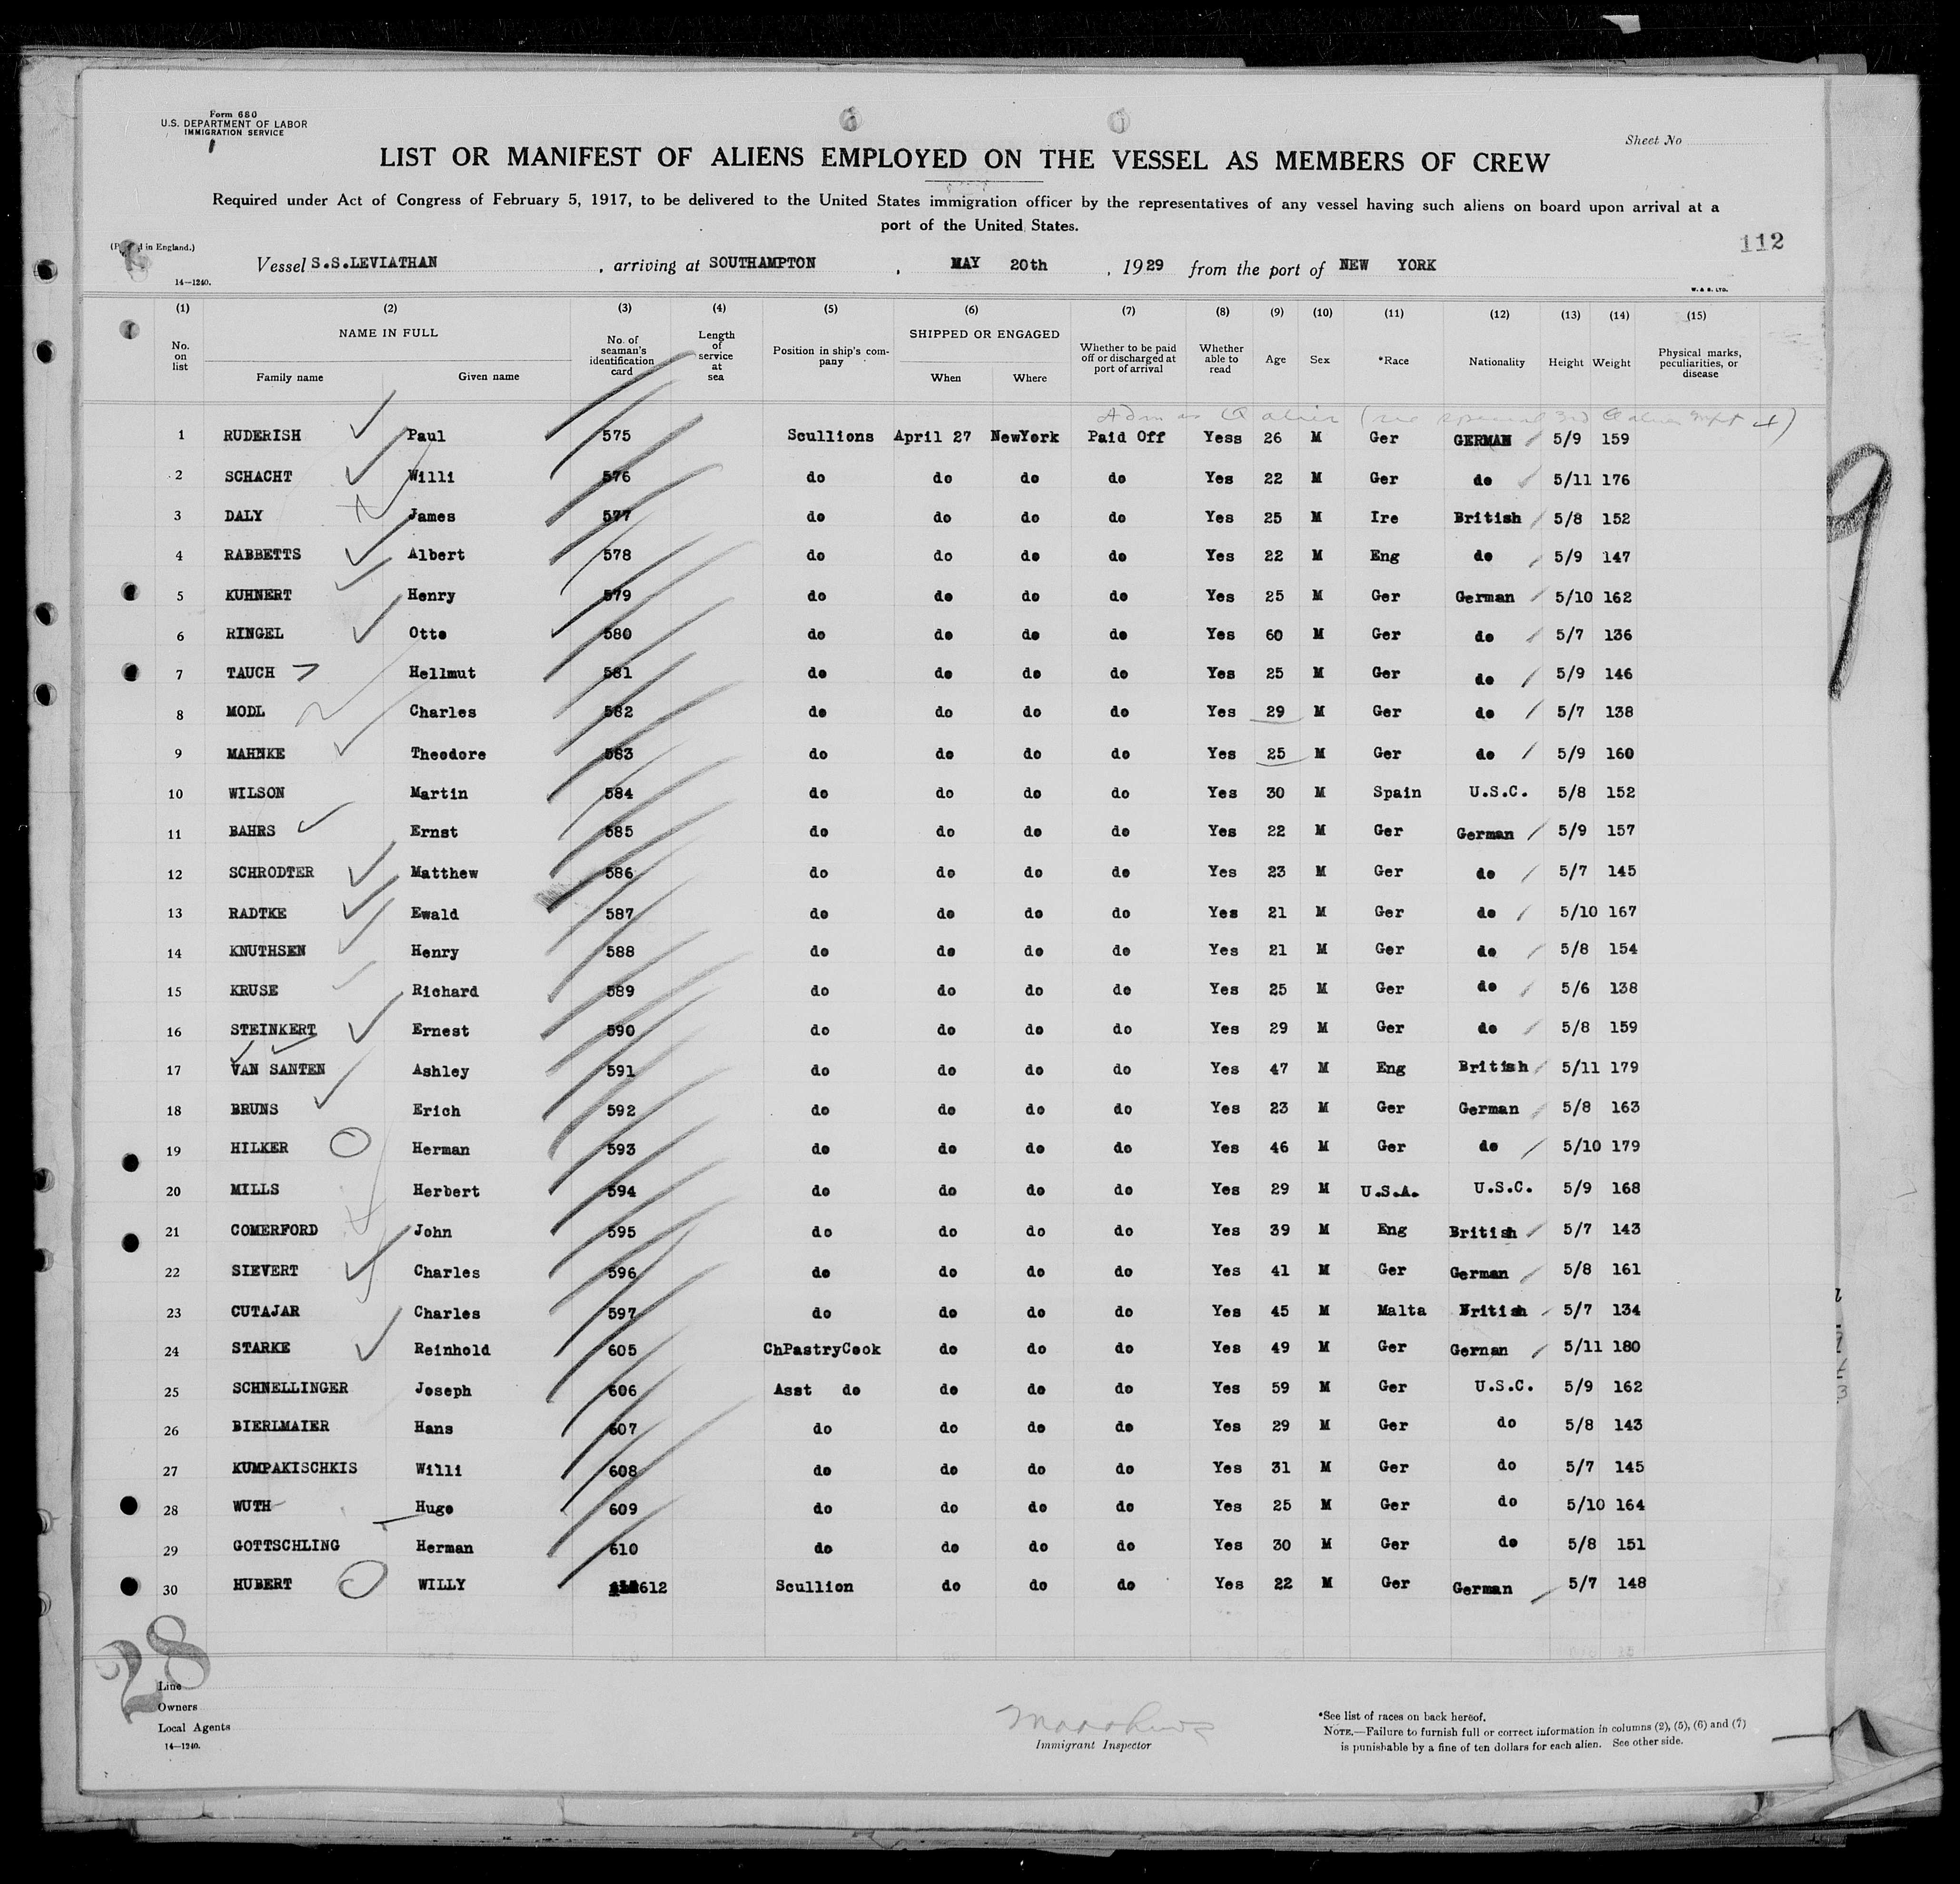 Form 680
U.S. DEPARTMENT OF LABOR
IMMIGRATION SERVICE
Sheet No
LIST OR MANIFEST OF ALIENS EMPLOYED ON THE VESSEL AS MEMBERS OF CREW
Required under Act of Congress of February 5, 1917, to be delivered to the United States immigration officer by the representatives of any vessel having such aliens on board upon arrival at a
port of the United States.
112
in England.)
Vessel S.S.LEVIATHAN , arriving at SOUTHAMPTON , MAY 20th , 1929 from the port of NEW YORK
14—1240.
W. & S. LTD.
(1) (2) (3) (4) (5) (6) (7) (8) (9) (10) (11) (12) (13) (14) (15)
No. on list NAME IN FULL Family name Given name No. of seaman's identification card Length of service at sea Position in ship's company SHIPPED OR ENGAGED When Where Whether to be paid off or discharged at port of arrival Whether able to read Age Sex *Race Nationality Height Weight Physical marks, peculiarities, or disease
1 RUDERISH Paul 575 Scullions April 27 NewYork Paid Off Yess 26 M Ger GERMAN 5/9 159
2 SCHACHT Willi 576 do do do do Yes 22 M Ger do 5/11 176
3 DALY James 577 do do do do Yes 25 M Ire British 5/8 152
4 RABBETTS Albert 578 do do do do Yes 22 M Eng do 5/9 147
5 KUHNERT Henry 579 do do do do Yes 25 M Ger German 5/10 162
6 RINGEL Otto 580 do do do do Yes 60 M Ger do 5/7 136
7 TAUCH Hellmut 581 do do do do Yes 25 M Ger do 5/9 146
8 MODL Charles 582 do do do do Yes 29 M Ger do 5/7 138
9 MAHNKE Theodore 583 do do do do Yes 25 M Ger do 5/9 160
10 WILSON Martin 584 do do do do Yes 30 M Spain U.S.C. 5/8 152
11 BAHRS Ernst 585 do do do do Yes 22 M Ger German 5/9 157
12 SCHRODTER Matthew 586 do do do do Yes 23 M Ger do 5/7 145
13 RADTKE Ewald 587 do do do do Yes 21 M Ger do 5/10 167
14 KNUTHSEN Henry 588 do do do do Yes 21 M Ger do 5/8 154
15 KRUSE Richard 589 do do do do Yes 25 M Ger do 5/6 138
16 STEINKERT Ernest 590 do do do do Yes 29 M Ger do 5/8 159
17 VAN SANTEN Ashley 591 do do do do Yes 47 M Eng British 5/11 179
18 BRUNS Erich 592 do do do do Yes 23 M Ger German 5/8 163
19 HILKER Herman 593 do do do do Yes 46 M Ger do 5/10 179
20 MILLS Herbert 594 do do do do Yes 29 M U.S.A. U.S.C. 5/9 168
21 COMERFORD John 595 do do do do Yes 39 M Eng British 5/7 143
22 SIEVERT Charles 596 do do do do Yes 41 M Ger German 5/8 161
23 CUTAJAR Charles 597 do do do do Yes 45 M Malta British 5/7 134
24 STARKE Reinhold 605 ChPastryCook do do do Yes 49 M Ger Gernan 5/11 180
25 SCHNELLINGER Joseph 606 Asst do do do do Yes 59 M Ger U.S.C. 5/9 162
26 BIERLMAIER Hans 607 do do do do Yes 29 M Ger do 5/8 143
27 KUMPAKISCHKIS Willi 608 do do do do Yes 31 M Ger do 5/7 145
28 WUTH Hugo 609 do do do do Yes 25 M Ger do 5/10 164
29 GOTTSCHLING Herman 610 do do do do Yes 30 M Ger do 5/8 151
30 HUBERT WILLY 612 Scullion do do do Yes 22 M Ger German 5/7 148
28
9
Line
Owners
Local Agents
14—1240.
Immigrant Inspector
*See list of races on back hereof.
NOTE.—Failure to furnish full or correct information in columns (2), (5), (6) and (7)
is punishable by a fine of ten dollars for each alien. See other side.